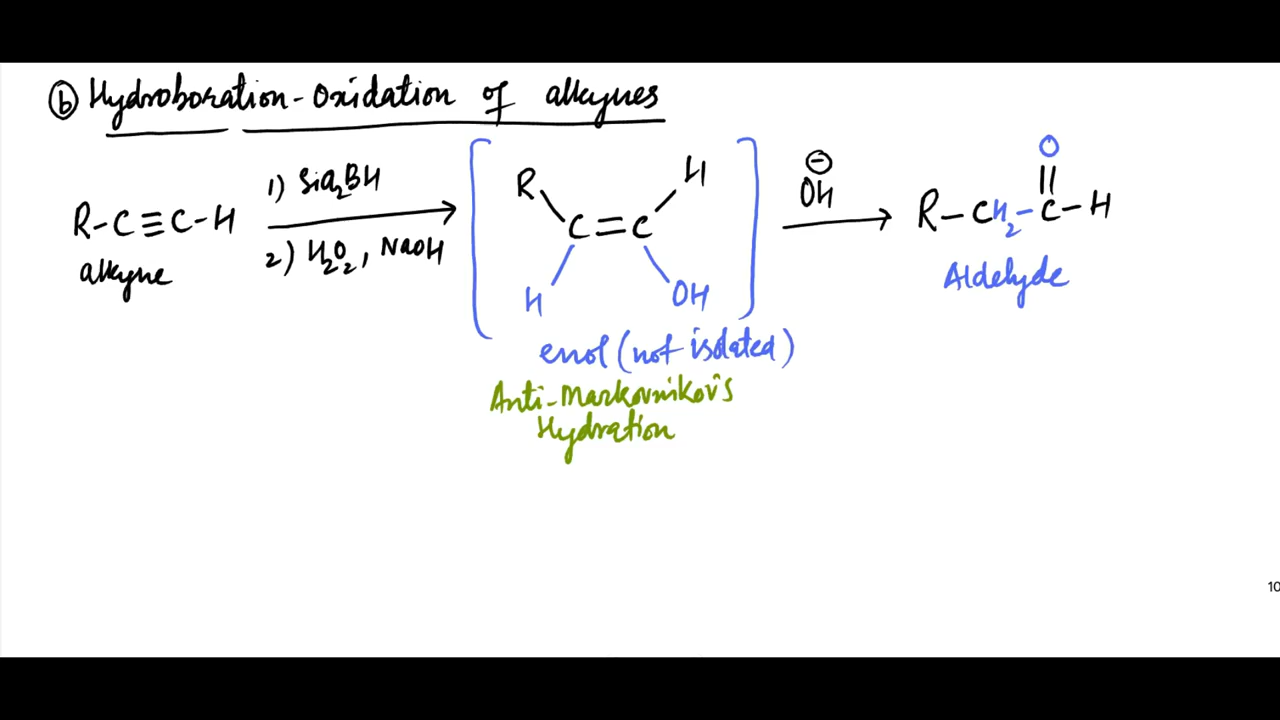 ⓑ Hydroboration-Oxidation of alkynes
R-C≡C-H
alkyne
1) Sia₂BH
2) H₂O₂, NaOH
R H
C=C
H OH
enol (not isolated)
Anti-Markovnikov's
Hydration
⊖
OH
O
||
R-CH₂-C-H
Aldehyde
10